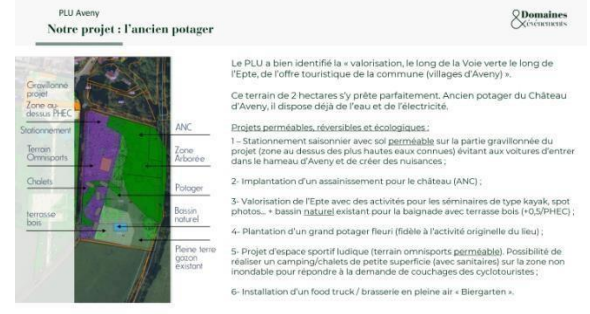 PLU Aveny
Domaines
& événements
Notre projet : l'ancien potager
Gravillonné
projet
Zone au-
dessus PHEC
Stationnement
Terrain
Omnisports
Chalets
terrasse
bois
ANC
Zone
Arborée
Potager
Bassin
naturel
Pleine terre
gazon
existant
Le PLU a bien identifié la « valorisation, le long de la Voie verte le long de
l'Epte, de l'offre touristique de la commune (villages d'Aveny) ».
Ce terrain de 2 hectares s'y prête parfaitement. Ancien potager du Château
d'Aveny, il dispose déjà de l'eau et de l'électricité.
Projets perméables, réversibles et écologiques :
1 – Stationnement saisonnier avec sol perméable sur la partie gravillonnée du
projet (zone au dessus des plus hautes eaux connues) évitant aux voitures d'entrer
dans le hameau d'Aveny et de créer des nuisances ;
2- Implantation d'un assainissement pour le château (ANC) ;
3- Valorisation de l'Epte avec des activités pour les séminaires de type kayak, spot
photos... + bassin naturel existant pour la baignade avec terrasse bois (+0,5/PHEC) ;
4- Plantation d'un grand potager fleuri (fidèle à l'activité originelle du lieu) ;
5- Projet d'espace sportif ludique (terrain omnisports perméable). Possibilité de
réaliser un camping/chalets de petite superficie (avec sanitaires) sur la zone non
inondable pour répondre à la demande de couchages des cyclotouristes ;
6- Installation d'un food truck / brasserie en pleine air « Biergarten ».